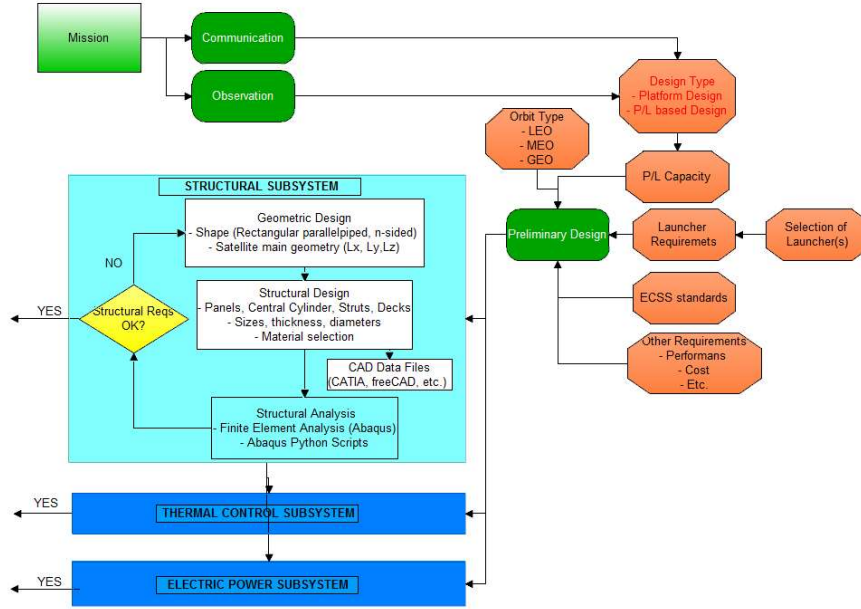 Mission
Communication
Observation
Design Type
- Platform Design
- P/L based Design
Orbit Type
- LEO
- MEO
- GEO
P/L Capacity
Preliminary Design
Launcher
Requiremets
Selection of
Launcher(s)
ECSS standards
Other Requirements
- Performans
- Cost
- Etc.
STRUCTURAL SUBSYSTEM
Geometric Design
- Shape (Rectangular parallelpiped, n-sided)
- Satellite main geometry (Lx, Ly,Lz)
NO
YES
Structural Reqs
OK?
Structural Design
- Panels, Central Cylinder, Struts, Decks
- Sizes, thickness, diameters
- Material selection
CAD Data Files
(CATIA, freeCAD, etc.)
Structural Analysis
- Finite Element Analysis (Abaqus)
- Abaqus Python Scripts
YES
THERMAL CONTROL SUBSYSTEM
YES
ELECTRIC POWER SUBSYSTEM